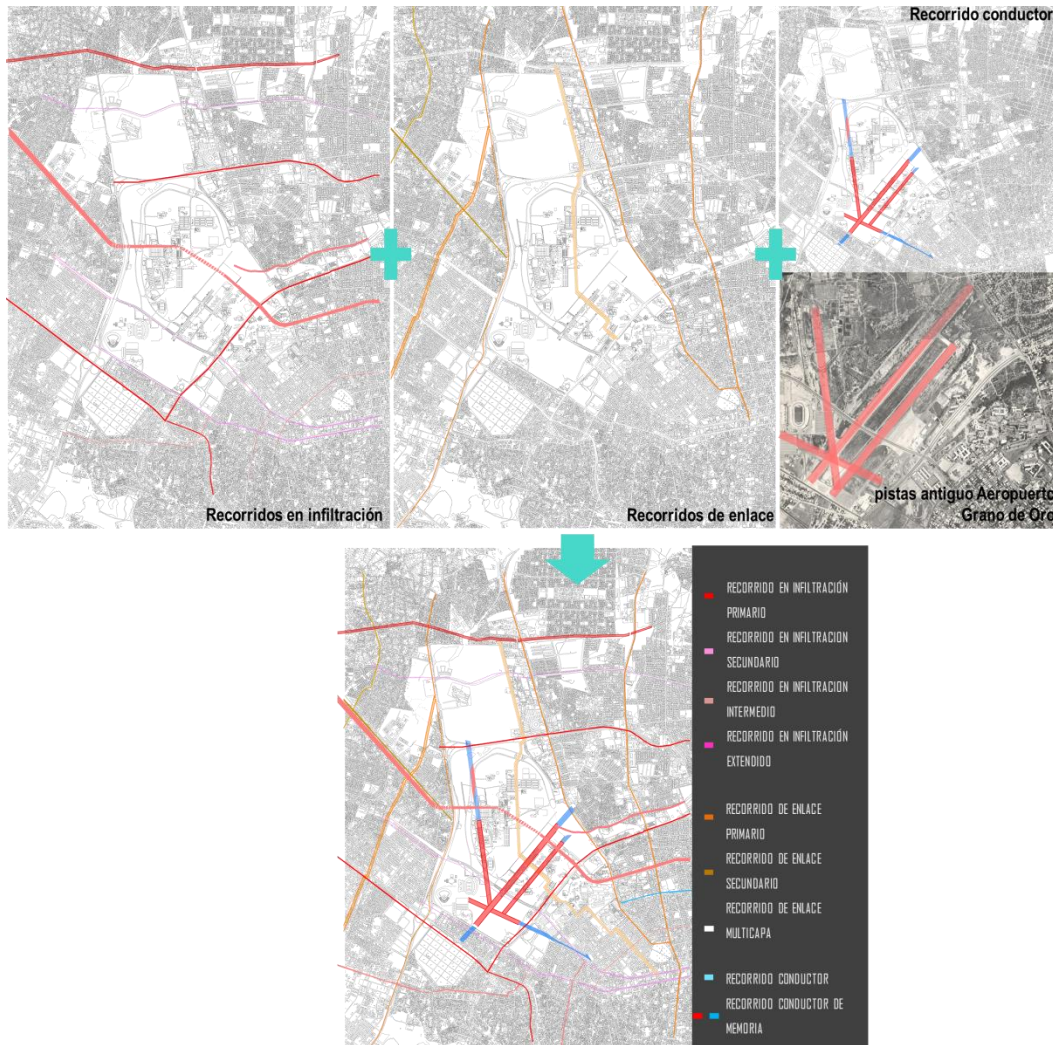 Recorrido conductor
Recorridos en infiltración
Recorridos de enlace
pistas antiguo Aeropuerto
Grano de Oro
RECORRIDO EN INFILTRACIÓN
PRIMARIO
RECORRIDO EN INFILTRACION
SECUNDARIO
RECORRIDO EN INFILTRACION
INTERMEDIO
RECORRIDO EN INFILTRACIÓN
EXTENDIDO
RECORRIDO DE ENLACE
PRIMARIO
RECORRIDO DE ENLACE
SECUNDARIO
RECORRIDO DE ENLACE
MULTICAPA
RECORRIDO CONDUCTOR
RECORRIDO CONDUCTOR DE
MEMORIA